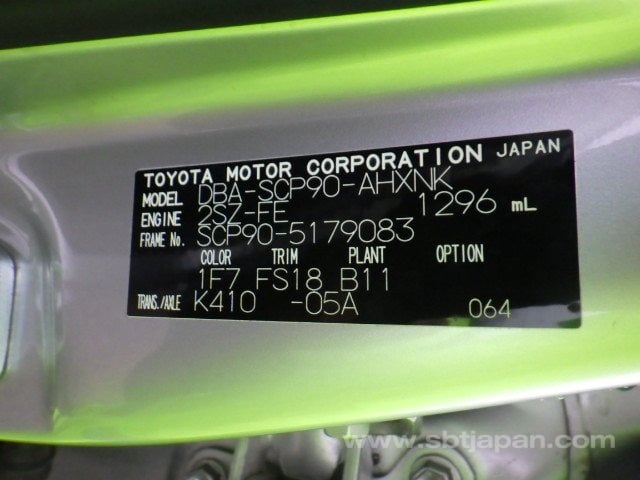 TOYOTA MOTOR CORPORATION JAPAN
MODEL DBA-SCP90-AHXNK
ENGINE 2SZ-FE 1296 mL
FRAME No. SCP90-5179083
COLOR TRIM PLANT OPTION
1F7 FS18 B11
TRANS./AXLE K410 -05A 064
www.sbtjapan.com